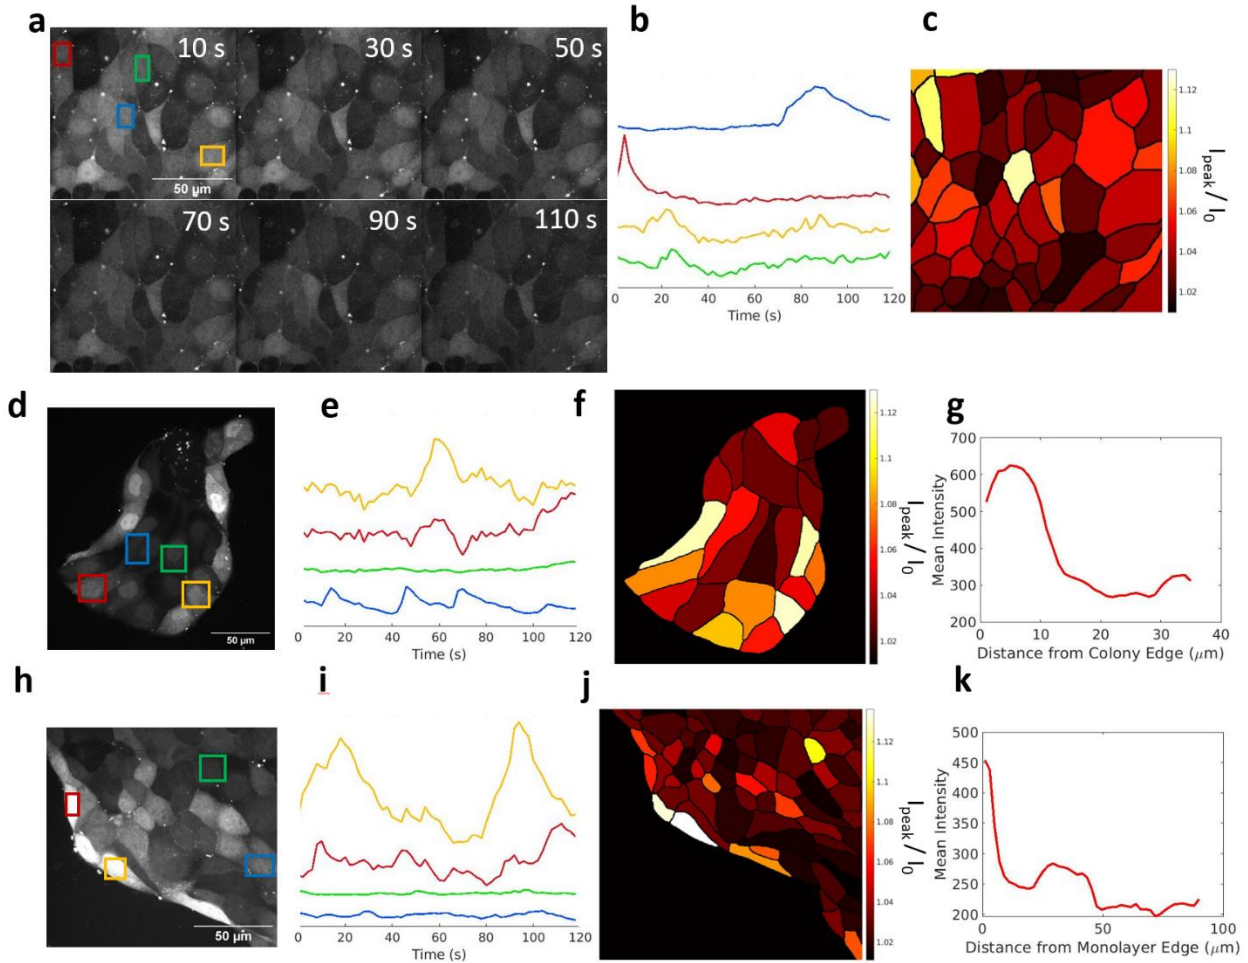 a
10 s
30 s
50 s
50 µm
70 s
90 s
110 s
b
0
20
40
60
80
100
120
Time (s)
c
1.12
1.1
1.08
1.06
1.04
1.02
Ipeak / I0
d
50 µm
e
0
20
40
60
80
100
120
Time (s)
f
1.12
1.1
1.08
1.06
1.04
1.02
Ipeak / I0
g
700
600
500
400
300
200
Mean Intensity
0
10
20
30
40
Distance from Colony Edge (µm)
h
50 µm
i
0
20
40
60
80
100
120
Time (s)
j
1.12
1.1
1.08
1.06
1.04
1.02
Ipeak / I0
k
500
450
400
350
300
250
200
Mean Intensity
0
50
100
Distance from Monolayer Edge (µm)